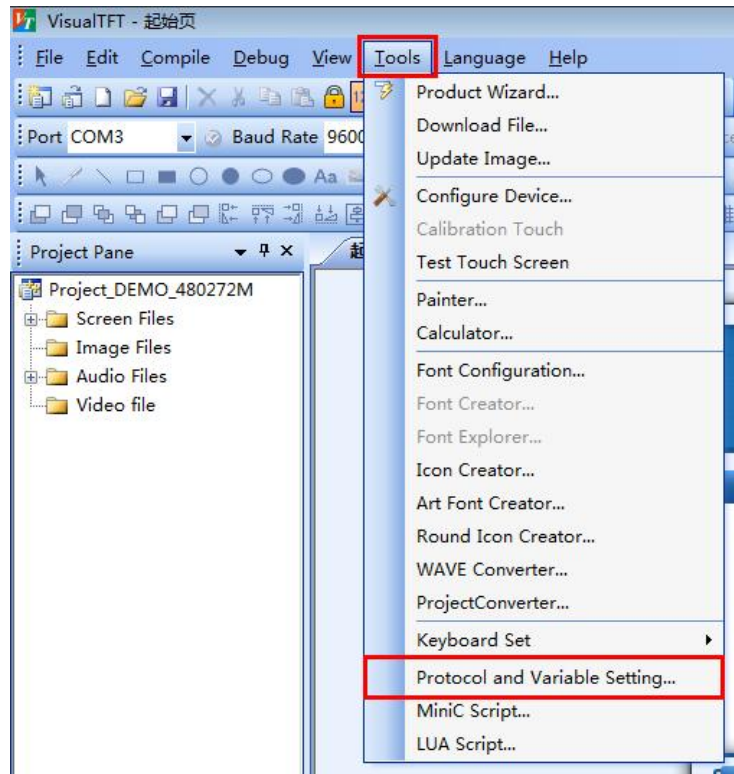 VisualTFT - 起始页
File Edit Compile Debug View Tools Language Help
Port COM3 Baud Rate 9600
Aa
Project Pane
起
Project_DEMO_480272M
Screen Files
Image Files
Audio Files
Video file
Product Wizard...
Download File...
Update Image...
Configure Device...
Calibration Touch
Test Touch Screen
Painter...
Calculator...
Font Configuration...
Font Creator...
Font Explorer...
Icon Creator...
Art Font Creator...
Round Icon Creator...
WAVE Converter...
ProjectConverter...
Keyboard Set
Protocol and Variable Setting...
MiniC Script...
LUA Script...